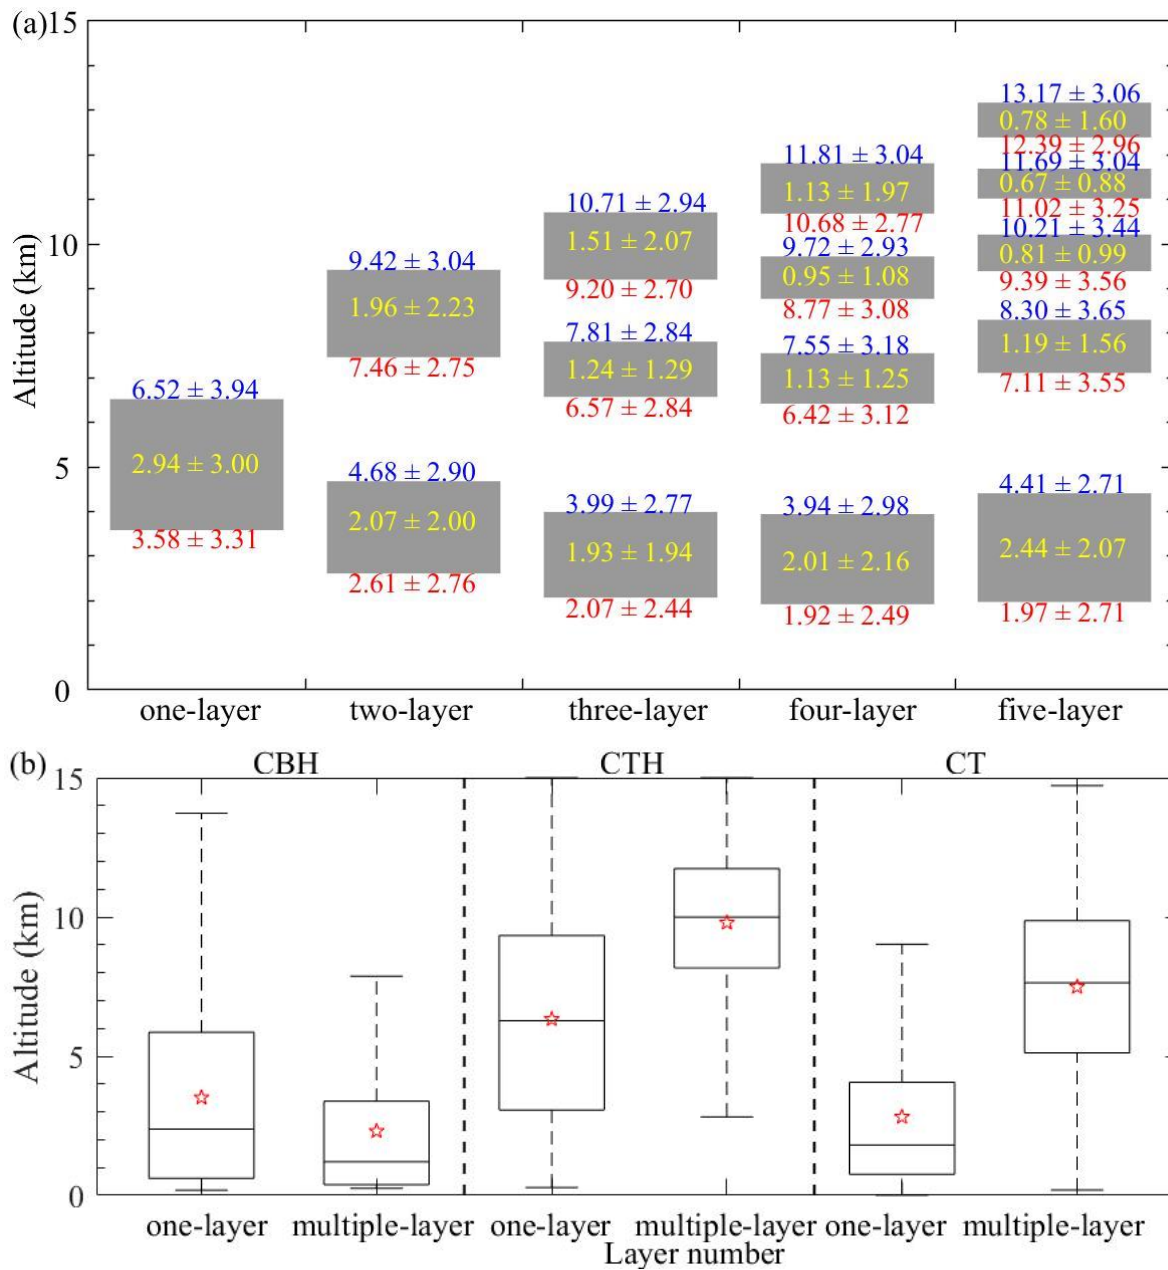 (a)
15
10
5
0
Altitude (km)
6.52 ± 3.94
2.94 ± 3.00
3.58 ± 3.31
9.42 ± 3.04
1.96 ± 2.23
7.46 ± 2.75
4.68 ± 2.90
2.07 ± 2.00
2.61 ± 2.76
10.71 ± 2.94
1.51 ± 2.07
9.20 ± 2.70
7.81 ± 2.84
1.24 ± 1.29
6.57 ± 2.84
3.99 ± 2.77
1.93 ± 1.94
2.07 ± 2.44
11.81 ± 3.04
1.13 ± 1.97
10.68 ± 2.77
9.72 ± 2.93
0.95 ± 1.08
8.77 ± 3.08
7.55 ± 3.18
1.13 ± 1.25
6.42 ± 3.12
3.94 ± 2.98
2.01 ± 2.16
1.92 ± 2.49
13.17 ± 3.06
0.78 ± 1.60
12.39 ± 2.96
11.69 ± 3.04
0.67 ± 0.88
11.02 ± 3.25
10.21 ± 3.44
0.81 ± 0.99
9.39 ± 3.56
8.30 ± 3.65
1.19 ± 1.56
7.11 ± 3.55
4.41 ± 2.71
2.44 ± 2.07
1.97 ± 2.71
one-layer two-layer three-layer four-layer five-layer
(b)
CBH CTH CT
15
10
5
0
Altitude (km)
one-layer multiple-layer one-layer multiple-layer one-layer multiple-layer
Layer number